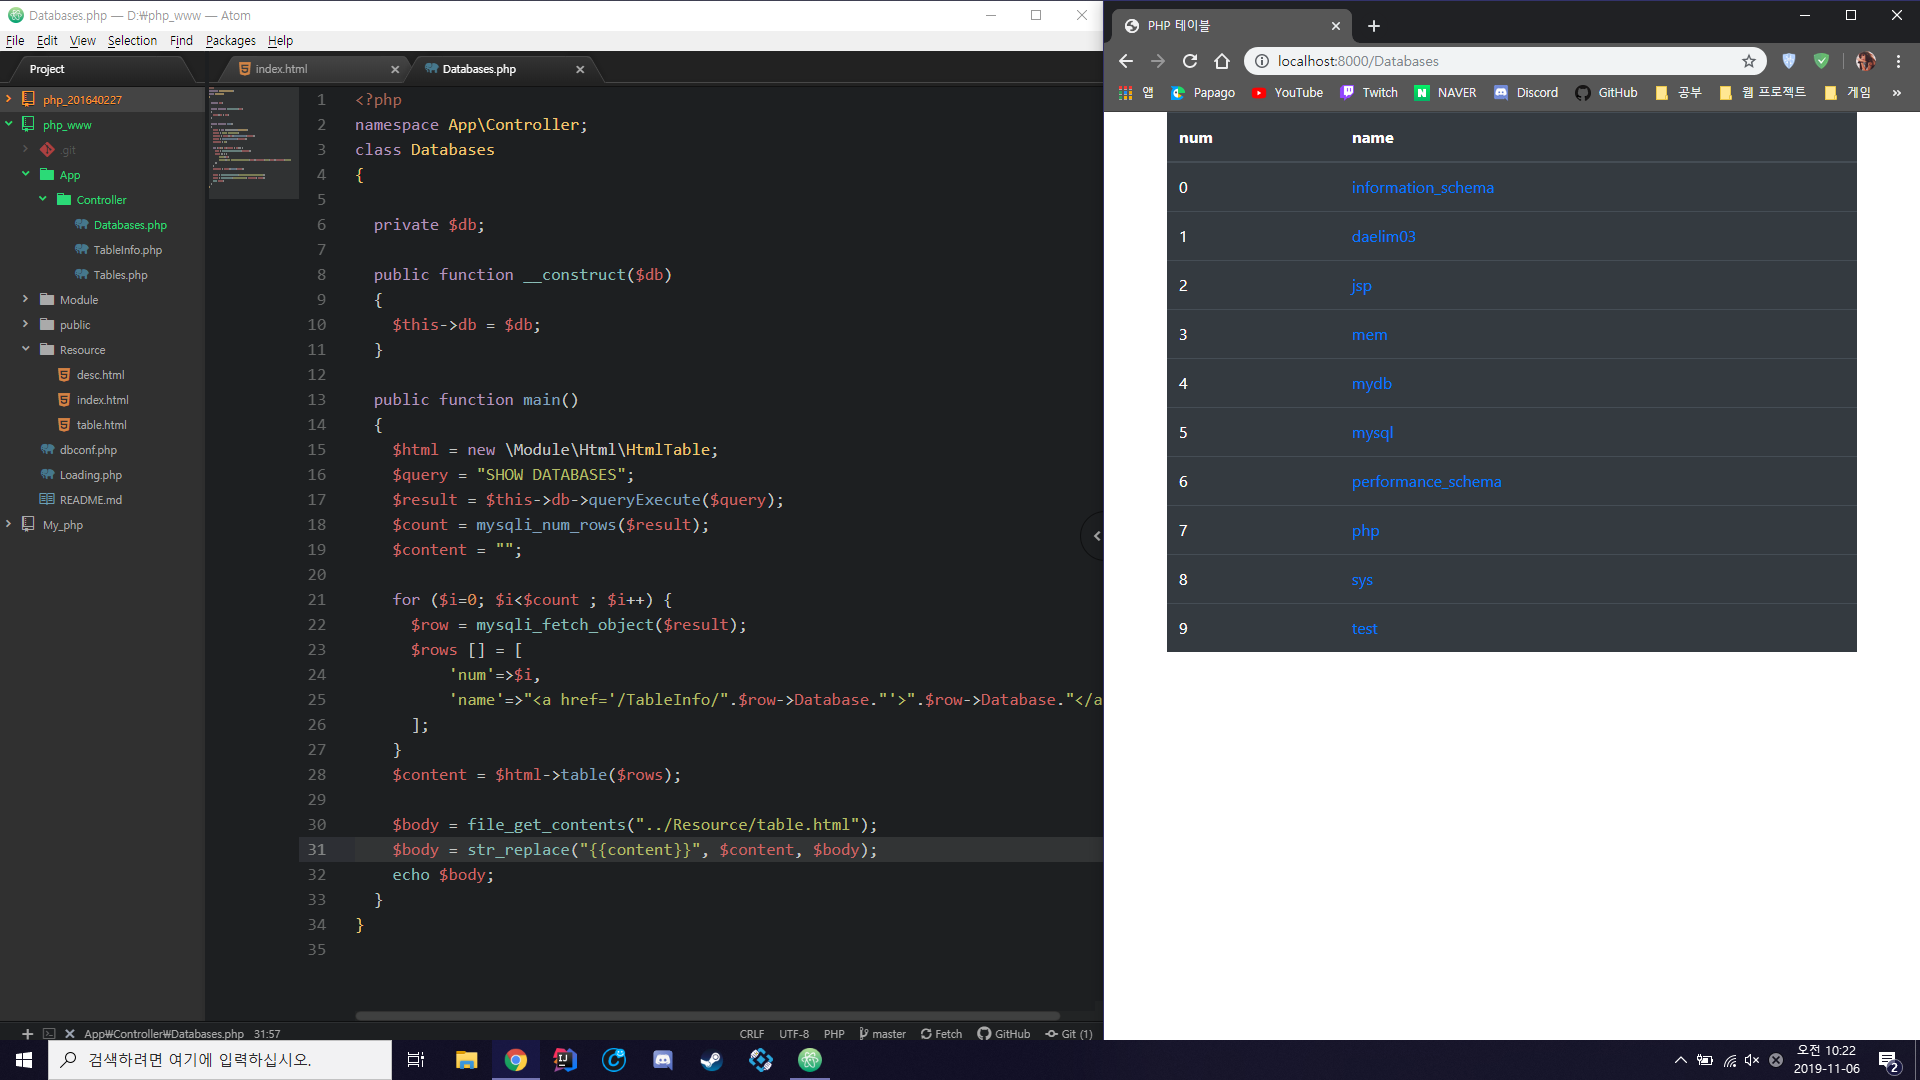 Databases.php — D:₩php_www — Atom
File Edit View Selection Find Packages Help
Project
php_201640227
php_www
.git
App
Controller
Databases.php
TableInfo.php
Tables.php
Module
public
Resource
desc.html
index.html
table.html
dbconf.php
Loading.php
README.md
My_php
index.html
Databases.php
1 <?php
2 namespace App\Controller;
3 class Databases
4 {
5
6 private $db;
7
8 public function __construct($db)
9 {
10 $this->db = $db;
11 }
12
13 public function main()
14 {
15 $html = new \Module\Html\HtmlTable;
16 $query = "SHOW DATABASES";
17 $result = $this->db->queryExecute($query);
18 $count = mysqli_num_rows($result);
19 $content = "";
20
21 for ($i=0; $i<$count ; $i++) {
22 $row = mysqli_fetch_object($result);
23 $rows [] = [
24 'num'=>$i,
25 'name'=>"<a href='/TableInfo/".$row->Database."'>".$row->Database."</a
26 ];
27 }
28 $content = $html->table($rows);
29
30 $body = file_get_contents("../Resource/table.html");
31 $body = str_replace("{{content}}", $content, $body);
32 echo $body;
33 }
34 }
35
App₩Controller₩Databases.php 31:57
CRLF UTF-8 PHP master Fetch GitHub Git (1)
PHP 테이블
localhost:8000/Databases
앱 Papago YouTube Twitch NAVER Discord GitHub 공부 웹 프로젝트 게임 »
num name
0 information_schema
1 daelim03
2 jsp
3 mem
4 mydb
5 mysql
6 performance_schema
7 php
8 sys
9 test
검색하려면 여기에 입력하십시오.
오전 10:22
2019-11-06
2